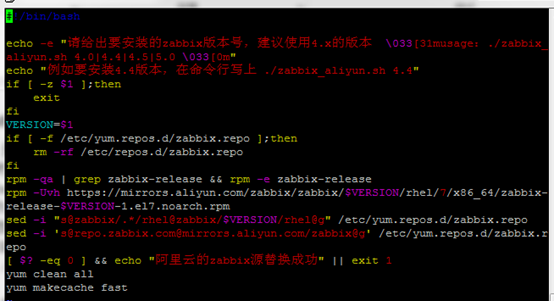 #!/bin/bash
echo -e "请给出要安装的zabbix版本号，建议使用4.x的版本  \033[31musage: ./zabbix_
aliyun.sh 4.0|4.4|4.5|5.0 \033[0m"
echo "例如要安装4.4版本，在命令行写上 ./zabbix_aliyun.sh 4.4"
if [ -z $1 ];then
    exit
fi
VERSION=$1
if [ -f /etc/yum.repos.d/zabbix.repo ];then
    rm -rf /etc/repos.d/zabbix.repo
fi
rpm -qa | grep zabbix-release && rpm -e zabbix-release
rpm -Uvh https://mirrors.aliyun.com/zabbix/zabbix/$VERSION/rhel/7/x86_64/zabbix-
release-$VERSION-1.el7.noarch.rpm
sed -i "s@zabbix/.*/rhel@zabbix/$VERSION/rhel@g" /etc/yum.repos.d/zabbix.repo
sed -i 's@repo.zabbix.com@mirrors.aliyun.com/zabbix@g' /etc/yum.repos.d/zabbix.r
epo
[ $? -eq 0 ] && echo "阿里云的zabbix源替换成功" || exit 1
yum clean all
yum makecache fast